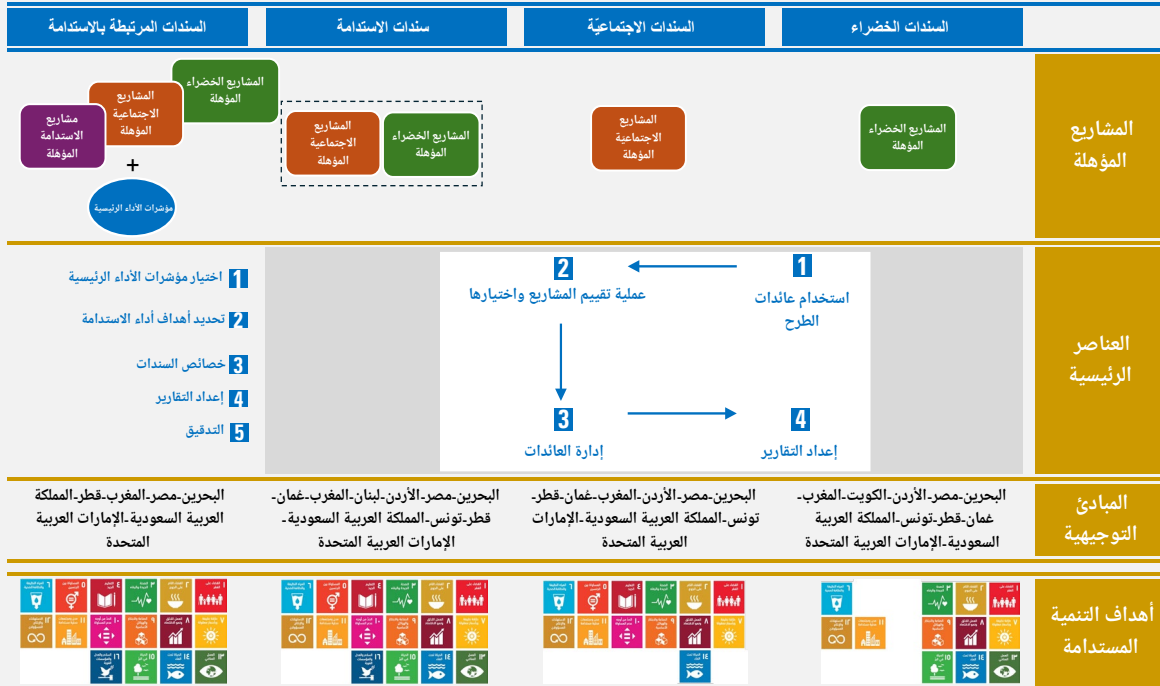 السندات الخضراء
السندات الاجتماعيّة
سندات الاستدامة
السندات المرتبطة بالاستدامة
المشاريع
المؤهلة
المشاريع الخضراء
المؤهلة
المشاريع
الاجتماعية
المؤهلة
المشاريع الخضراء
المؤهلة
المشاريع
الاجتماعية
المؤهلة
المشاريع الخضراء
المؤهلة
المشاريع
الاجتماعية
المؤهلة
مشاريع
الاستدامة
المؤهلة
+
مؤشرات الأداء الرئيسية
العناصر
الرئيسية
1
استخدام عائدات
الطرح
2
عملية تقييم المشاريع واختيارها
3
إدارة العائدات
4
إعداد التقارير
1 اختيار مؤشرات الأداء الرئيسية
2 تحديد أهداف أداء الاستدامة
3 خصائص السندات
4 إعداد التقارير
5 التدقيق
المبادئ
التوجيهية
البحرين-مصر-الأردن-الكويت-المغرب-
عُمان-قطر-تونس-المملكة العربية
السعودية-الإمارات العربية المتحدة
البحرين-مصر-الأردن-المغرب-عُمان-قطر-
تونس-المملكة العربية السعودية-الإمارات
العربية المتحدة
البحرين-مصر-الأردن-لبنان-المغرب-عُمان-
قطر-تونس-المملكة العربية السعودية-
الإمارات العربية المتحدة
البحرين-مصر-المغرب-قطر-المملكة
العربية السعودية-الإمارات العربية
المتحدة
أهداف التنمية
المستدامة